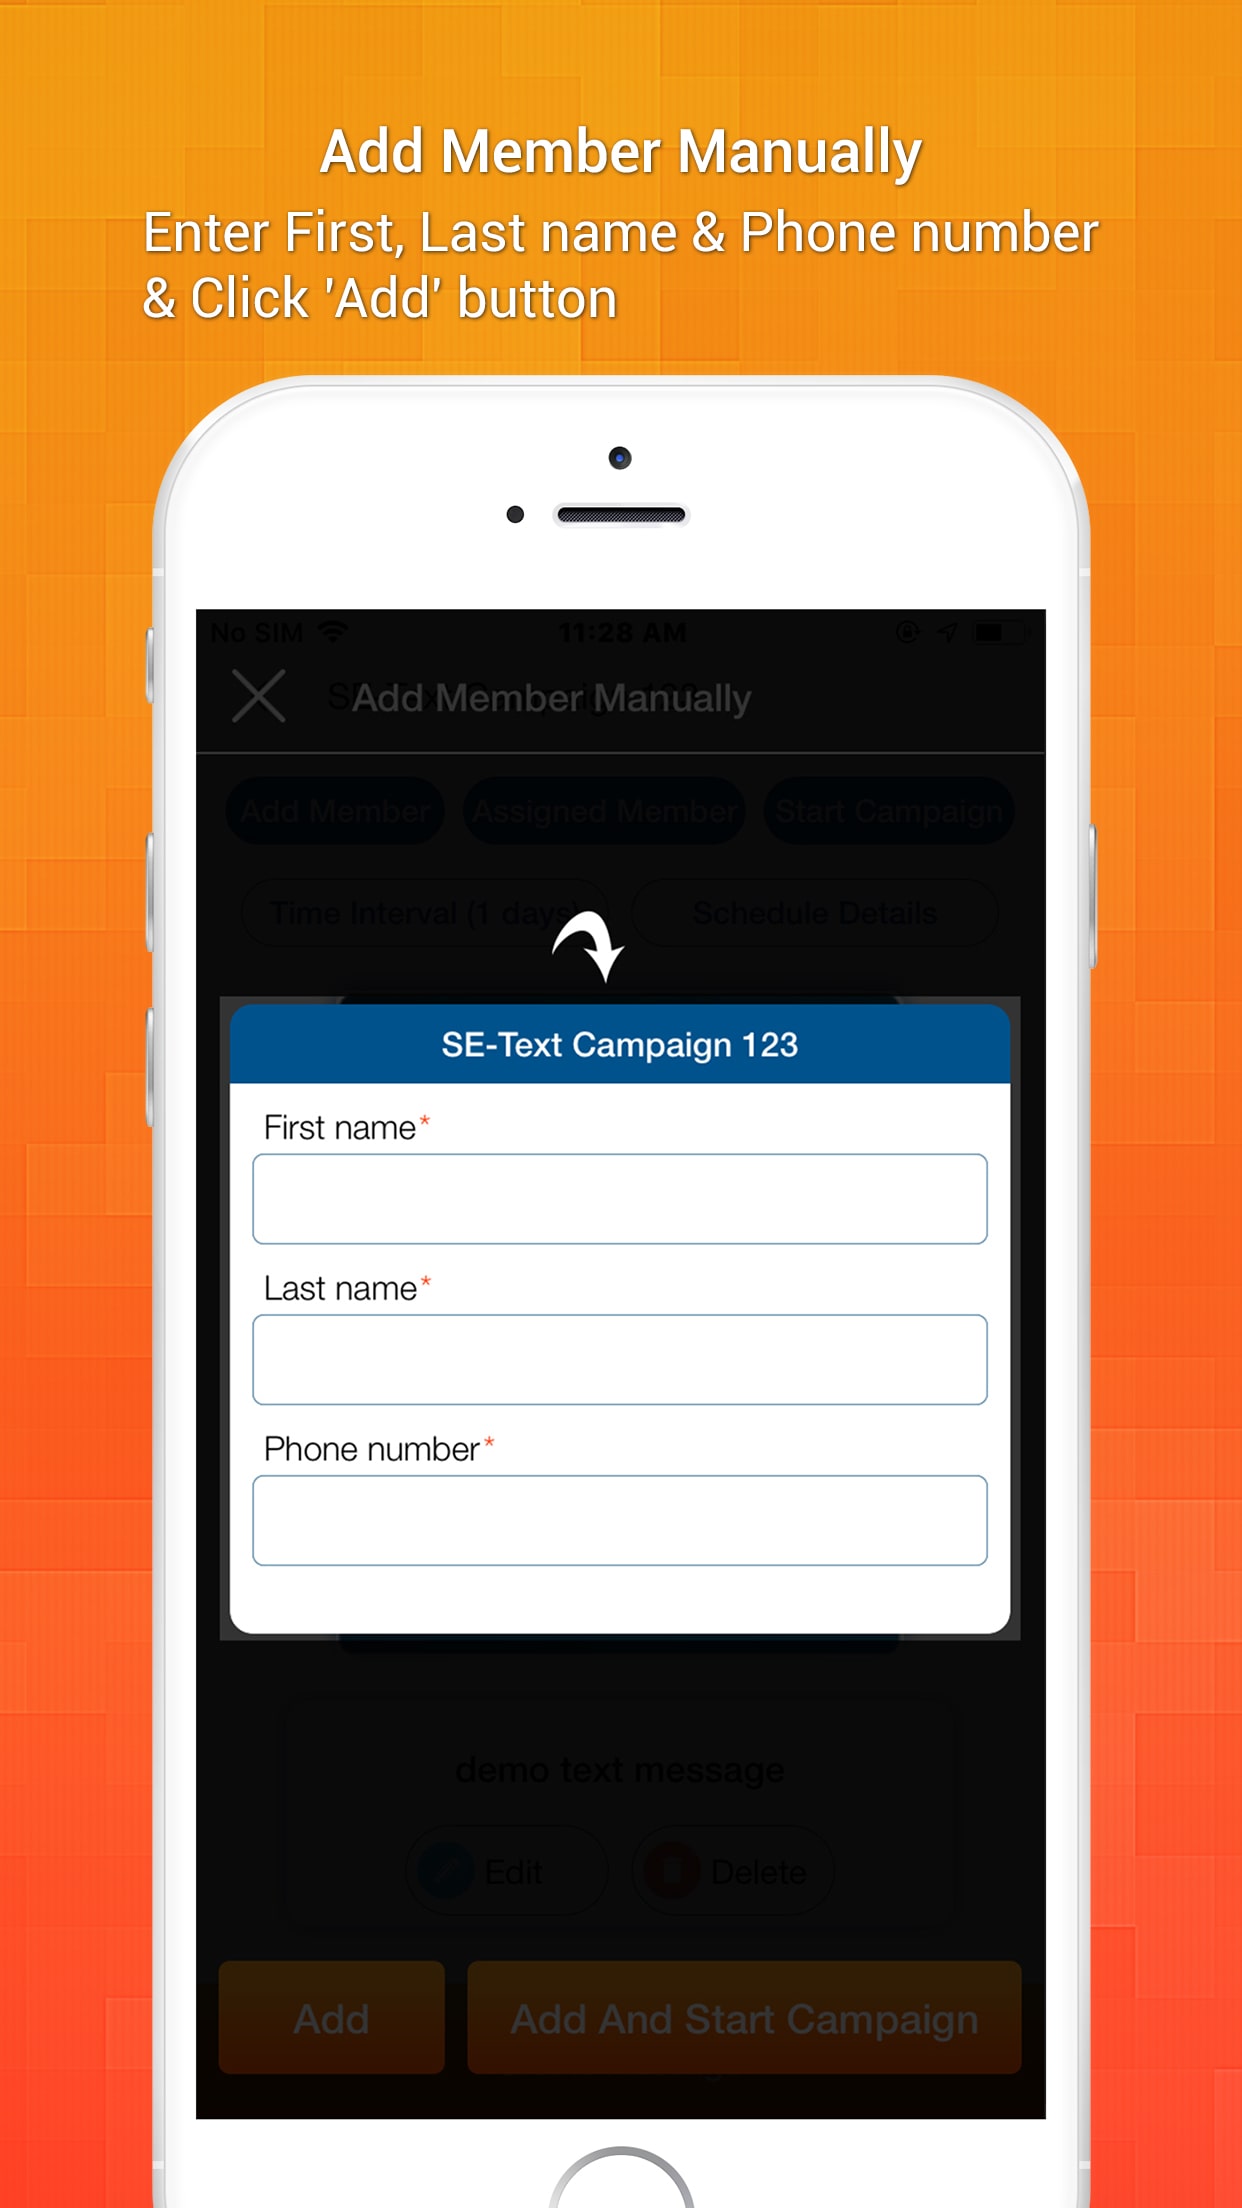 Add Member Manually
Enter First, Last name & Phone number
& Click 'Add' button
No SIM 11:28 AM
Add Member Manually
Add Member Assigned Member Start Campaign
Time Interval (1 days) Schedule Details
SE-Text Campaign 123
First name*
Last name*
Phone number*
demo text message
Edit Delete
Add Add And Start Campaign